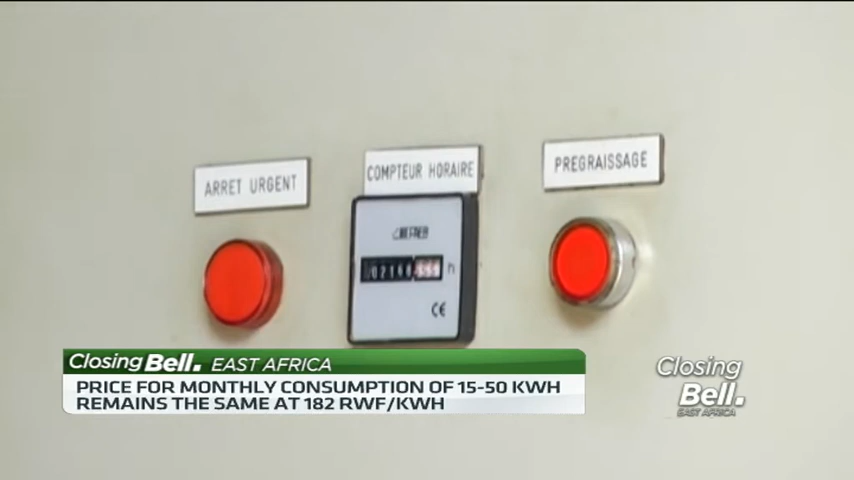 ARRET URGENT
COMPTEUR HORAIRE
PREGRAISSAGE
h
CE
Closing Bell. EAST AFRICA
PRICE FOR MONTHLY CONSUMPTION OF 15-50 KWH
REMAINS THE SAME AT 182 RWF/KWH
Closing
Bell.
EAST AFRICA